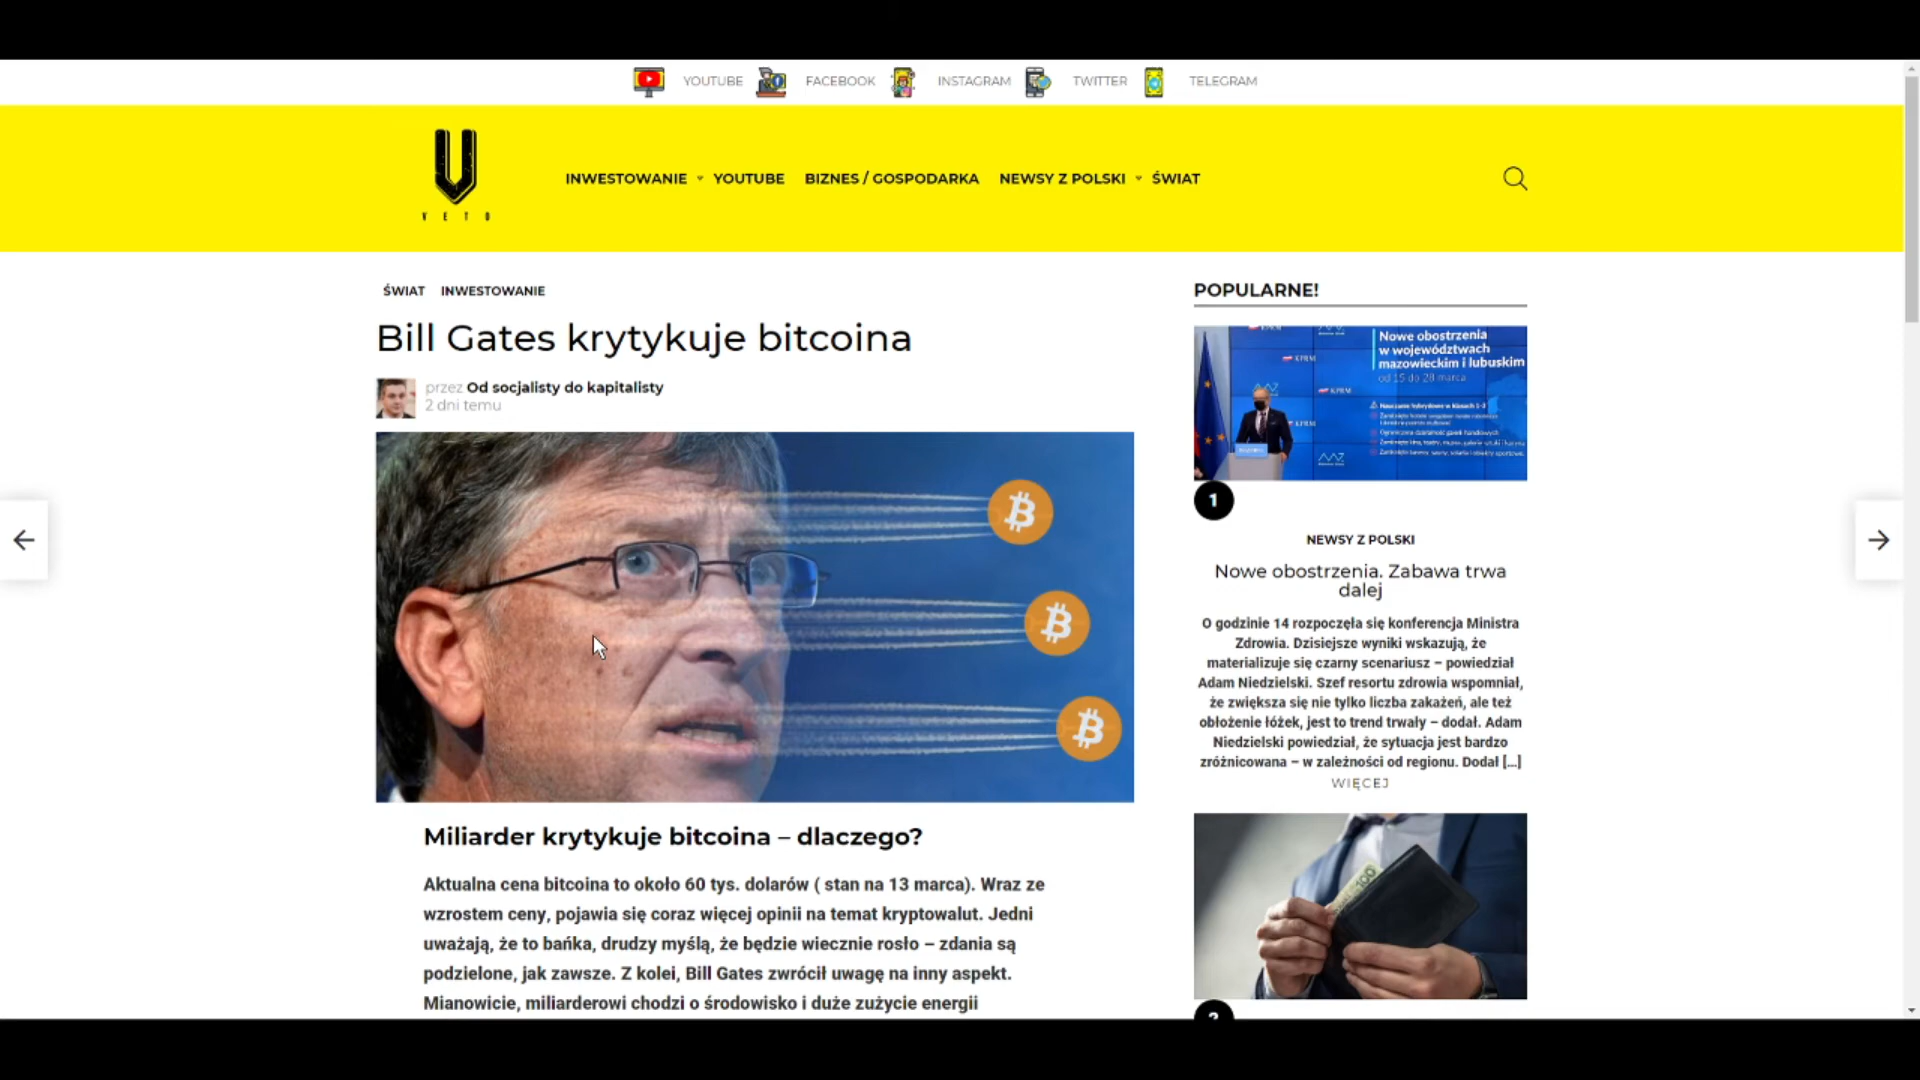 YOUTUBE FACEBOOK INSTAGRAM TWITTER TELEGRAM
VETO
INWESTOWANIE YOUTUBE BIZNES / GOSPODARKA NEWSY Z POLSKI ŚWIAT
ŚWIAT INWESTOWANIE
Bill Gates krytykuje bitcoina
przez Od socjalisty do kapitalisty
2 dni temu
Miliarder krytykuje bitcoina – dlaczego?
Aktualna cena bitcoina to około 60 tys. dolarów ( stan na 13 marca). Wraz ze
wzrostem ceny, pojawia się coraz więcej opinii na temat kryptowalut. Jedni
uważają, że to bańka, drudzy myślą, że będzie wiecznie rosło – zdania są
podzielone, jak zawsze. Z kolei, Bill Gates zwrócił uwagę na inny aspekt.
Mianowicie, miliarderowi chodzi o środowisko i duże zużycie energii
POPULARNE!
Nowe obostrzenia
w województwach
mazowieckim i lubuskim
od 15 do 28 marca
KPRM
1
NEWSY Z POLSKI
Nowe obostrzenia. Zabawa trwa
dalej
O godzinie 14 rozpoczęła się konferencja Ministra
Zdrowia. Dzisiejsze wyniki wskazują, że
materializuje się czarny scenariusz – powiedział
Adam Niedzielski. Szef resortu zdrowia wspomniał,
że zwiększa się nie tylko liczba zakażeń, ale też
obłożenie łóżek, jest to trend trwały – dodał. Adam
Niedzielski powiedział, że sytuacja jest bardzo
zróżnicowana – w zależności od regionu. Dodał [...]
WIĘCEJ
100
2